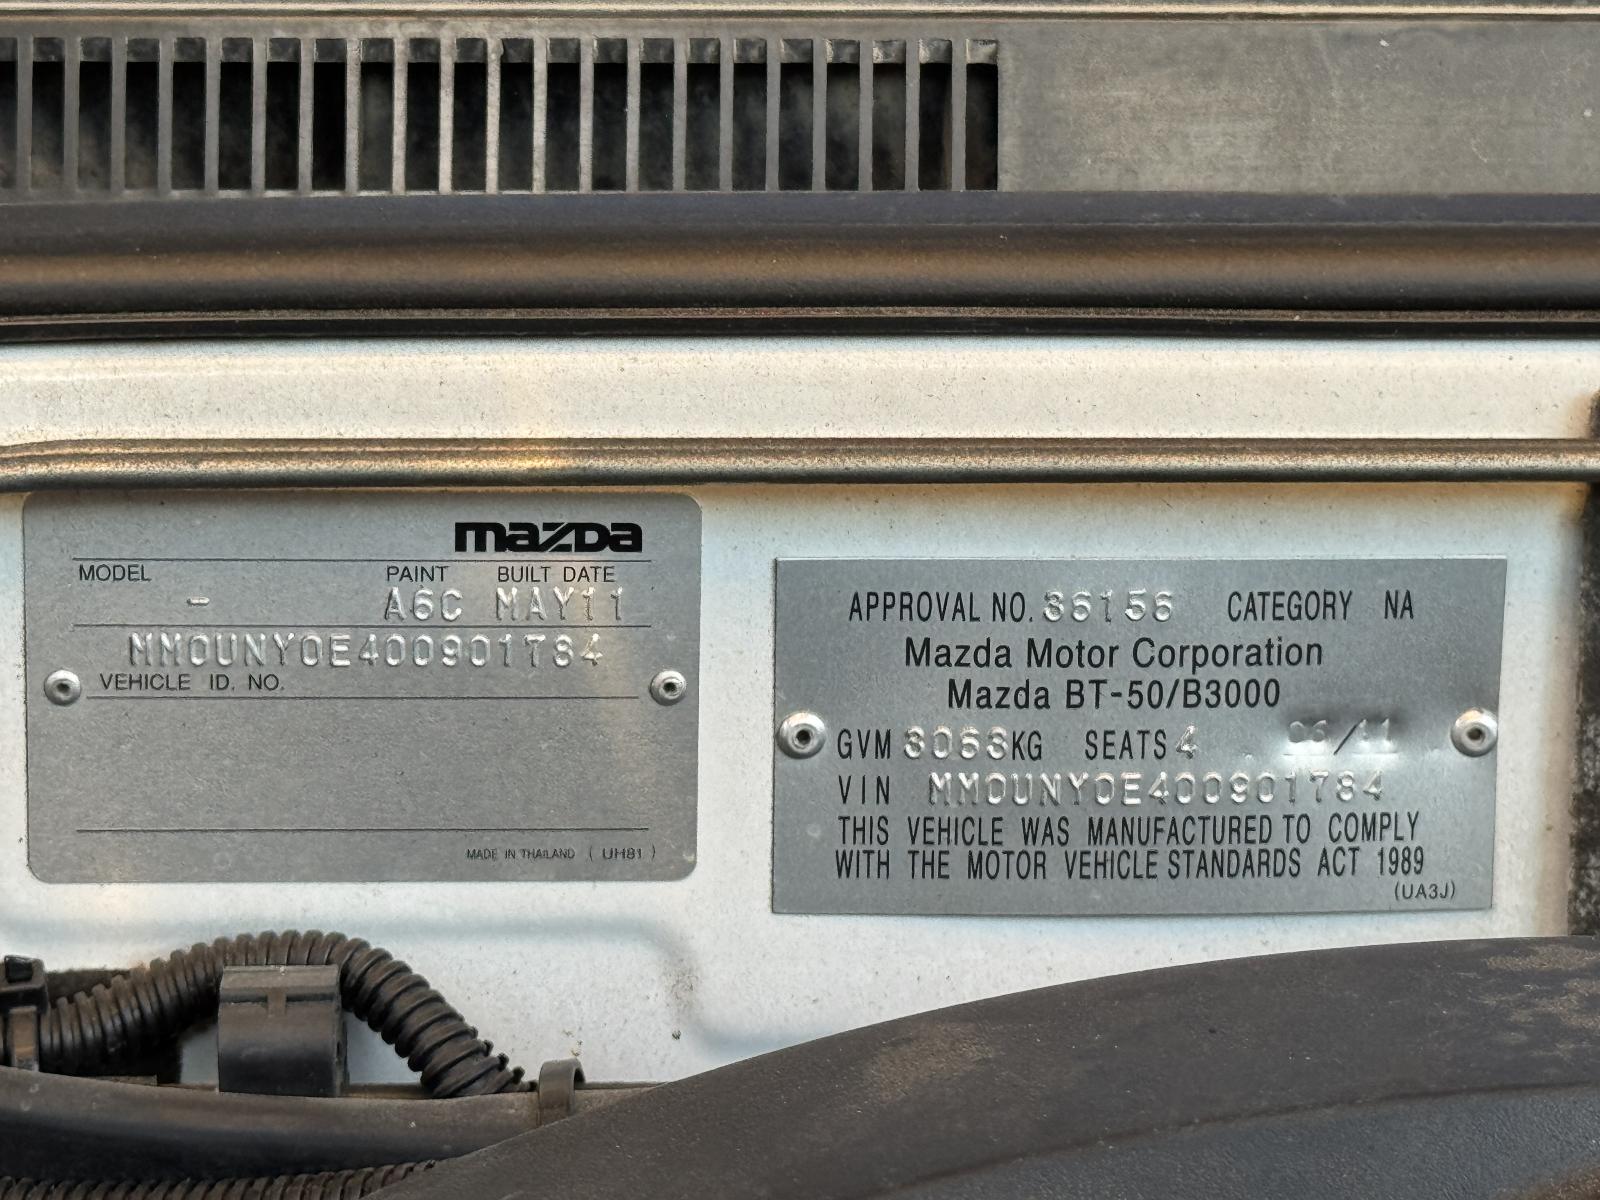 mazda
MODEL PAINT BUILT DATE
- A6C MAY11
MM0UNY0E400901784
VEHICLE ID. NO.
MADE IN THAILAND ( UH81 )
APPROVAL NO. 36156 CATEGORY NA
Mazda Motor Corporation
Mazda BT-50/B3000
GVM 3068KG SEATS 4 06/11
VIN MM0UNY0E400901784
THIS VEHICLE WAS MANUFACTURED TO COMPLY
WITH THE MOTOR VEHICLE STANDARDS ACT 1989
(UA3J)